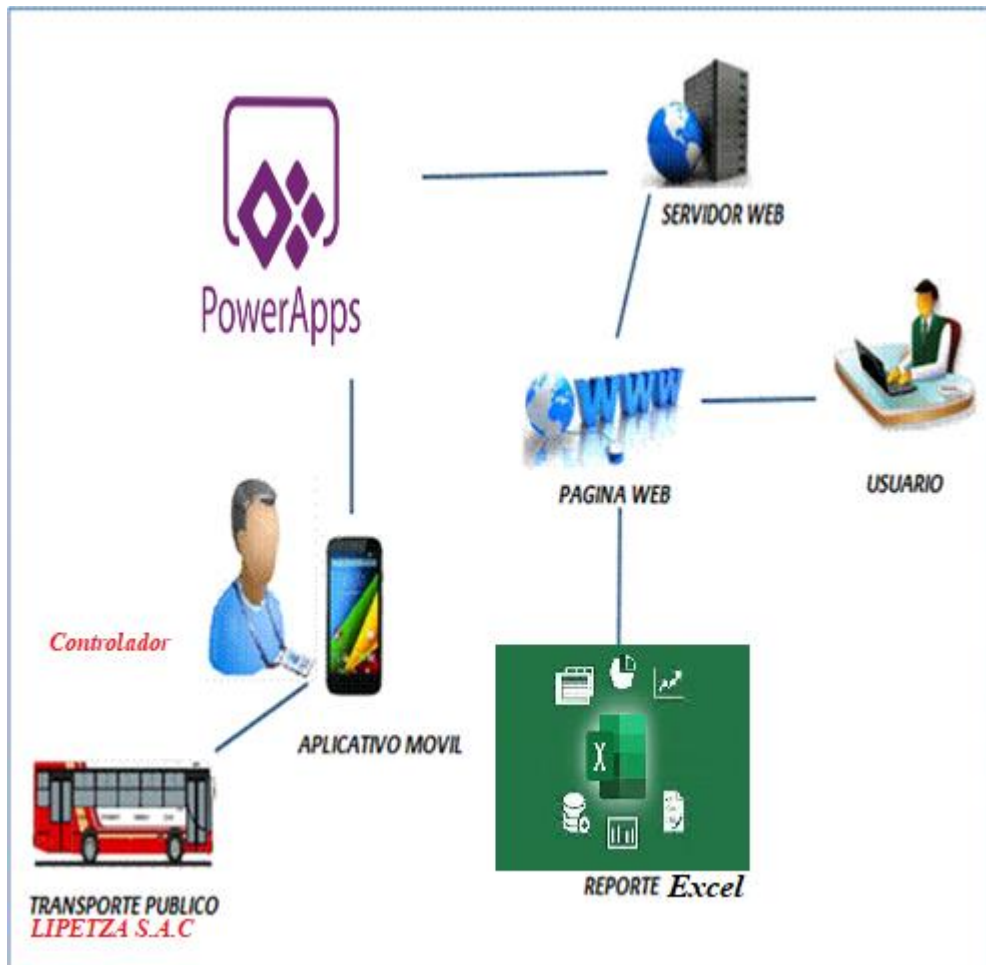 SERVIDOR WEB
PowerApps
WWW
PAGINA WEB
USUARIO
Controlador
APLICATIVO MOVIL
X
TRANSPORTE PUBLICO
LIPETZA S.A.C
REPORTE Excel